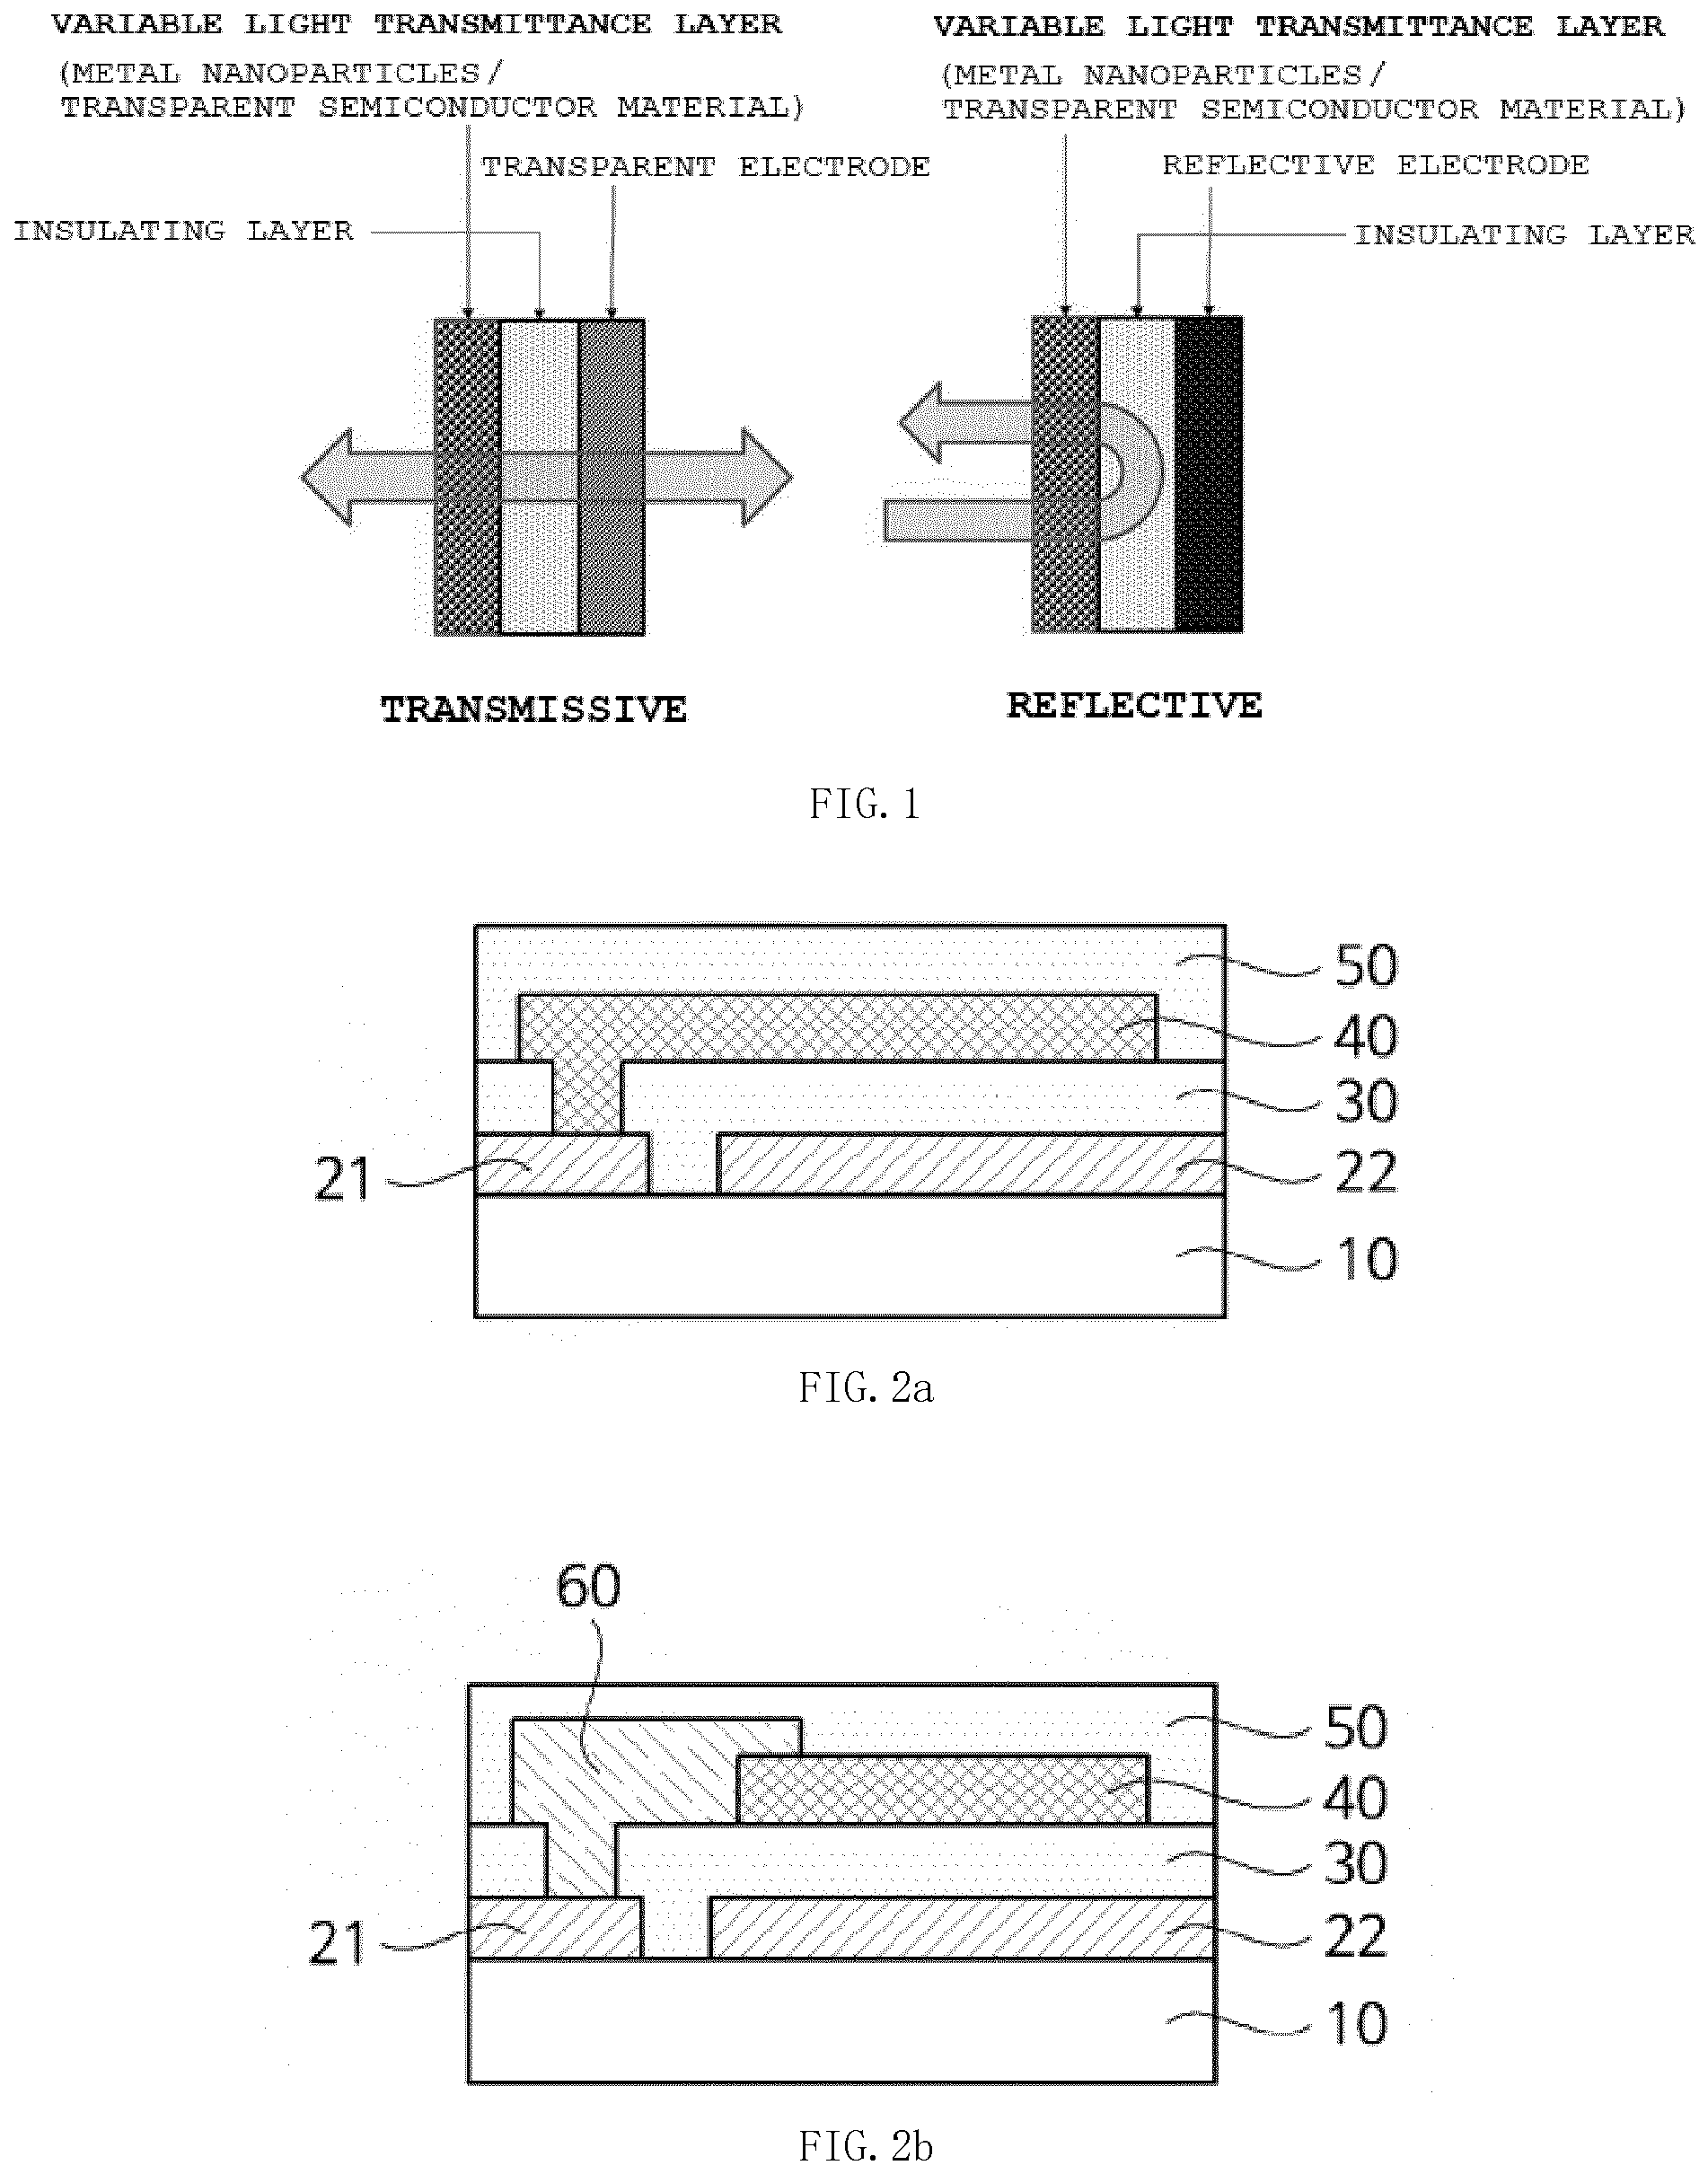 VARIABLE LIGHT TRANSMITTANCE LAYER
(METAL NANOPARTICLES/
TRANSPARENT SEMICONDUCTOR MATERIAL)
TRANSPARENT ELECTRODE
INSULATING LAYER
TRANSMISSIVE
VARIABLE LIGHT TRANSMITTANCE LAYER
(METAL NANOPARTICLES/
TRANSPARENT SEMICONDUCTOR MATERIAL)
REFLECTIVE ELECTRODE
INSULATING LAYER
REFLECTIVE
FIG. 1
50
40
30
21
22
10
FIG. 2a
60
50
40
30
21
22
10
FIG. 2b